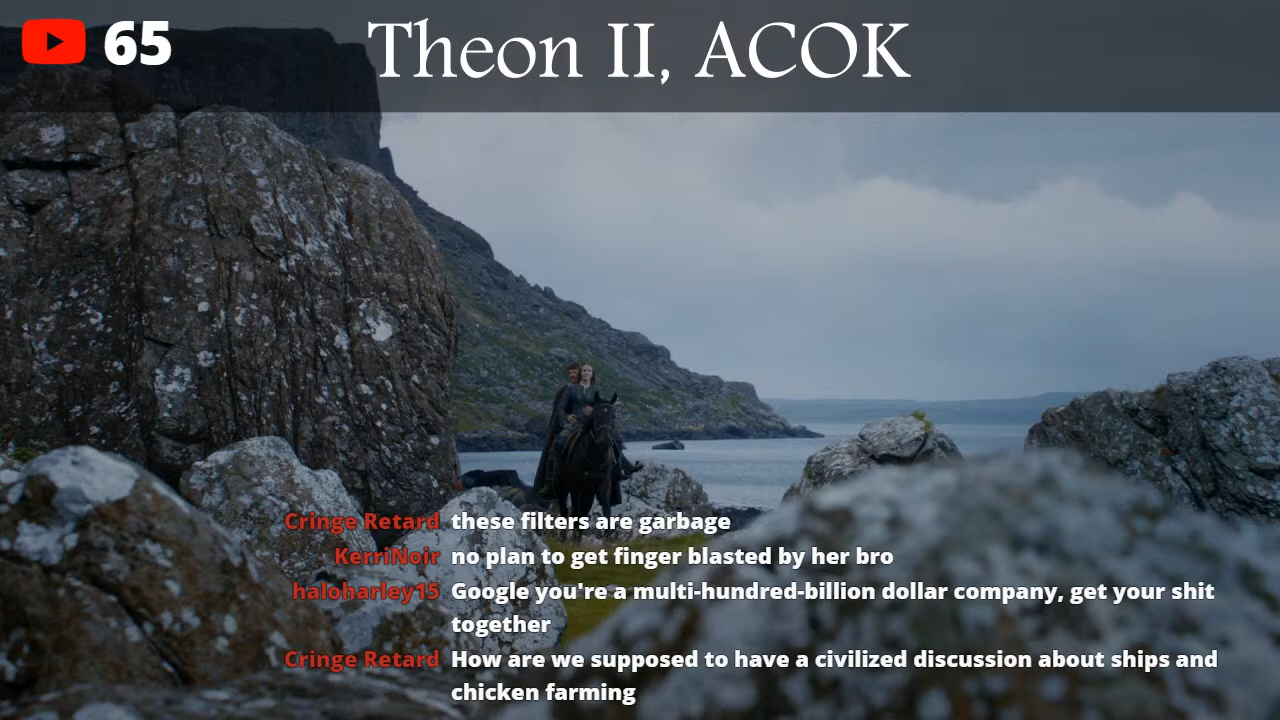 65
Theon II, ACOK
Cringe Retard these filters are garbage
KerriNoir no plan to get finger blasted by her bro
haloharley15 Google you're a multi-hundred-billion dollar company, get your shit
together
Cringe Retard How are we supposed to have a civilized discussion about ships and
chicken farming